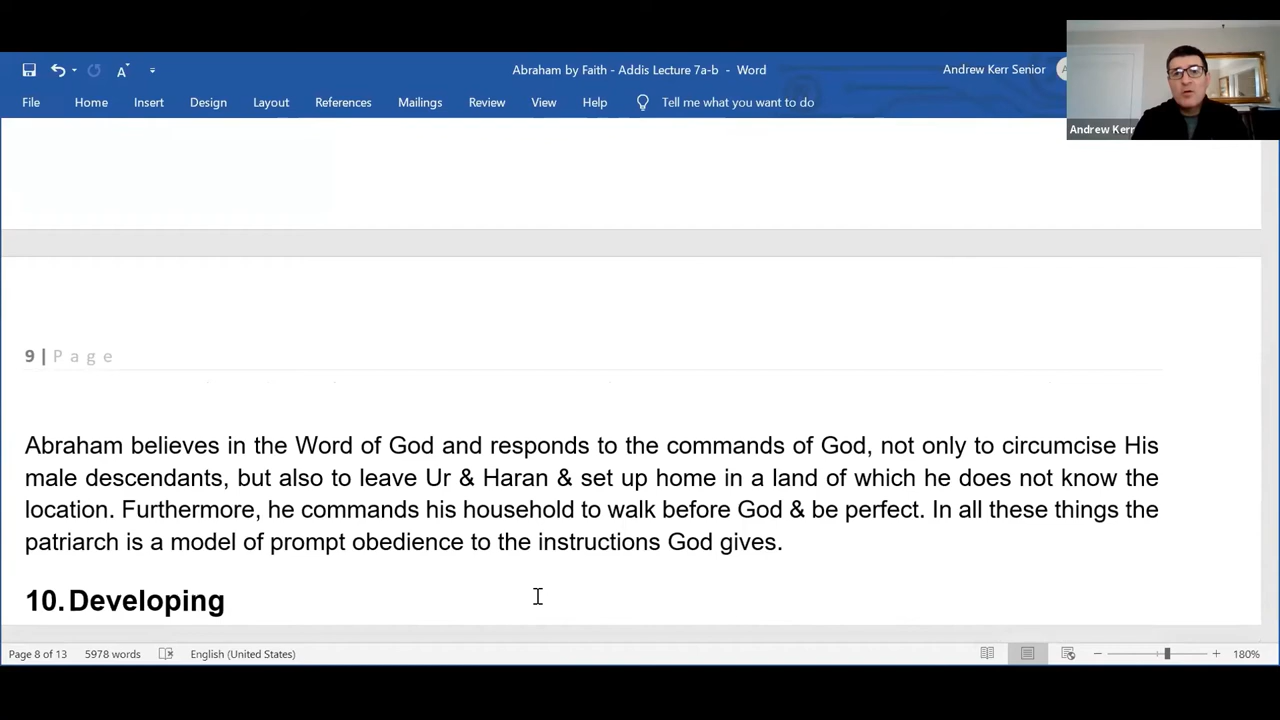 Abraham by Faith - Addis Lecture 7a-b - Word
Andrew Kerr Senior
File Home Insert Design Layout References Mailings Review View Help Tell me what you want to do
Andrew Kerr
9 | P a g e
Abraham believes in the Word of God and responds to the commands of God, not only to circumcise His
male descendants, but also to leave Ur & Haran & set up home in a land of which he does not know the
location. Furthermore, he commands his household to walk before God & be perfect. In all these things the
patriarch is a model of prompt obedience to the instructions God gives.
10. Developing
Page 8 of 13 5978 words English (United States) 180%